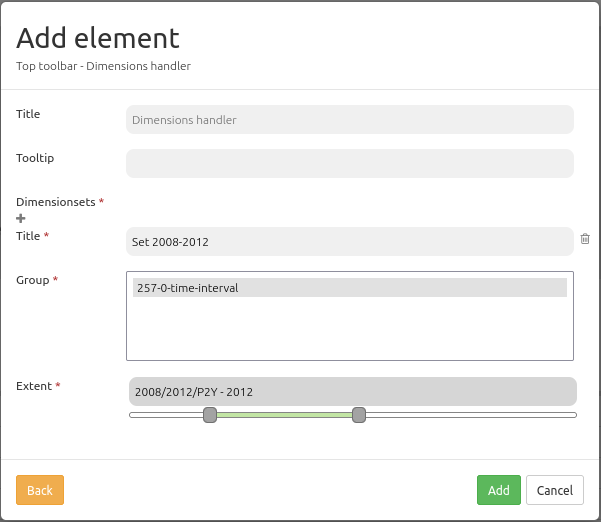 Add element
Top toolbar - Dimensions handler
Title
Dimensions handler
Tooltip
Dimensionsets *
Title *
Set 2008-2012
Group *
257-0-time-interval
Extent *
2008/2012/P2Y - 2012
Back
Add
Cancel